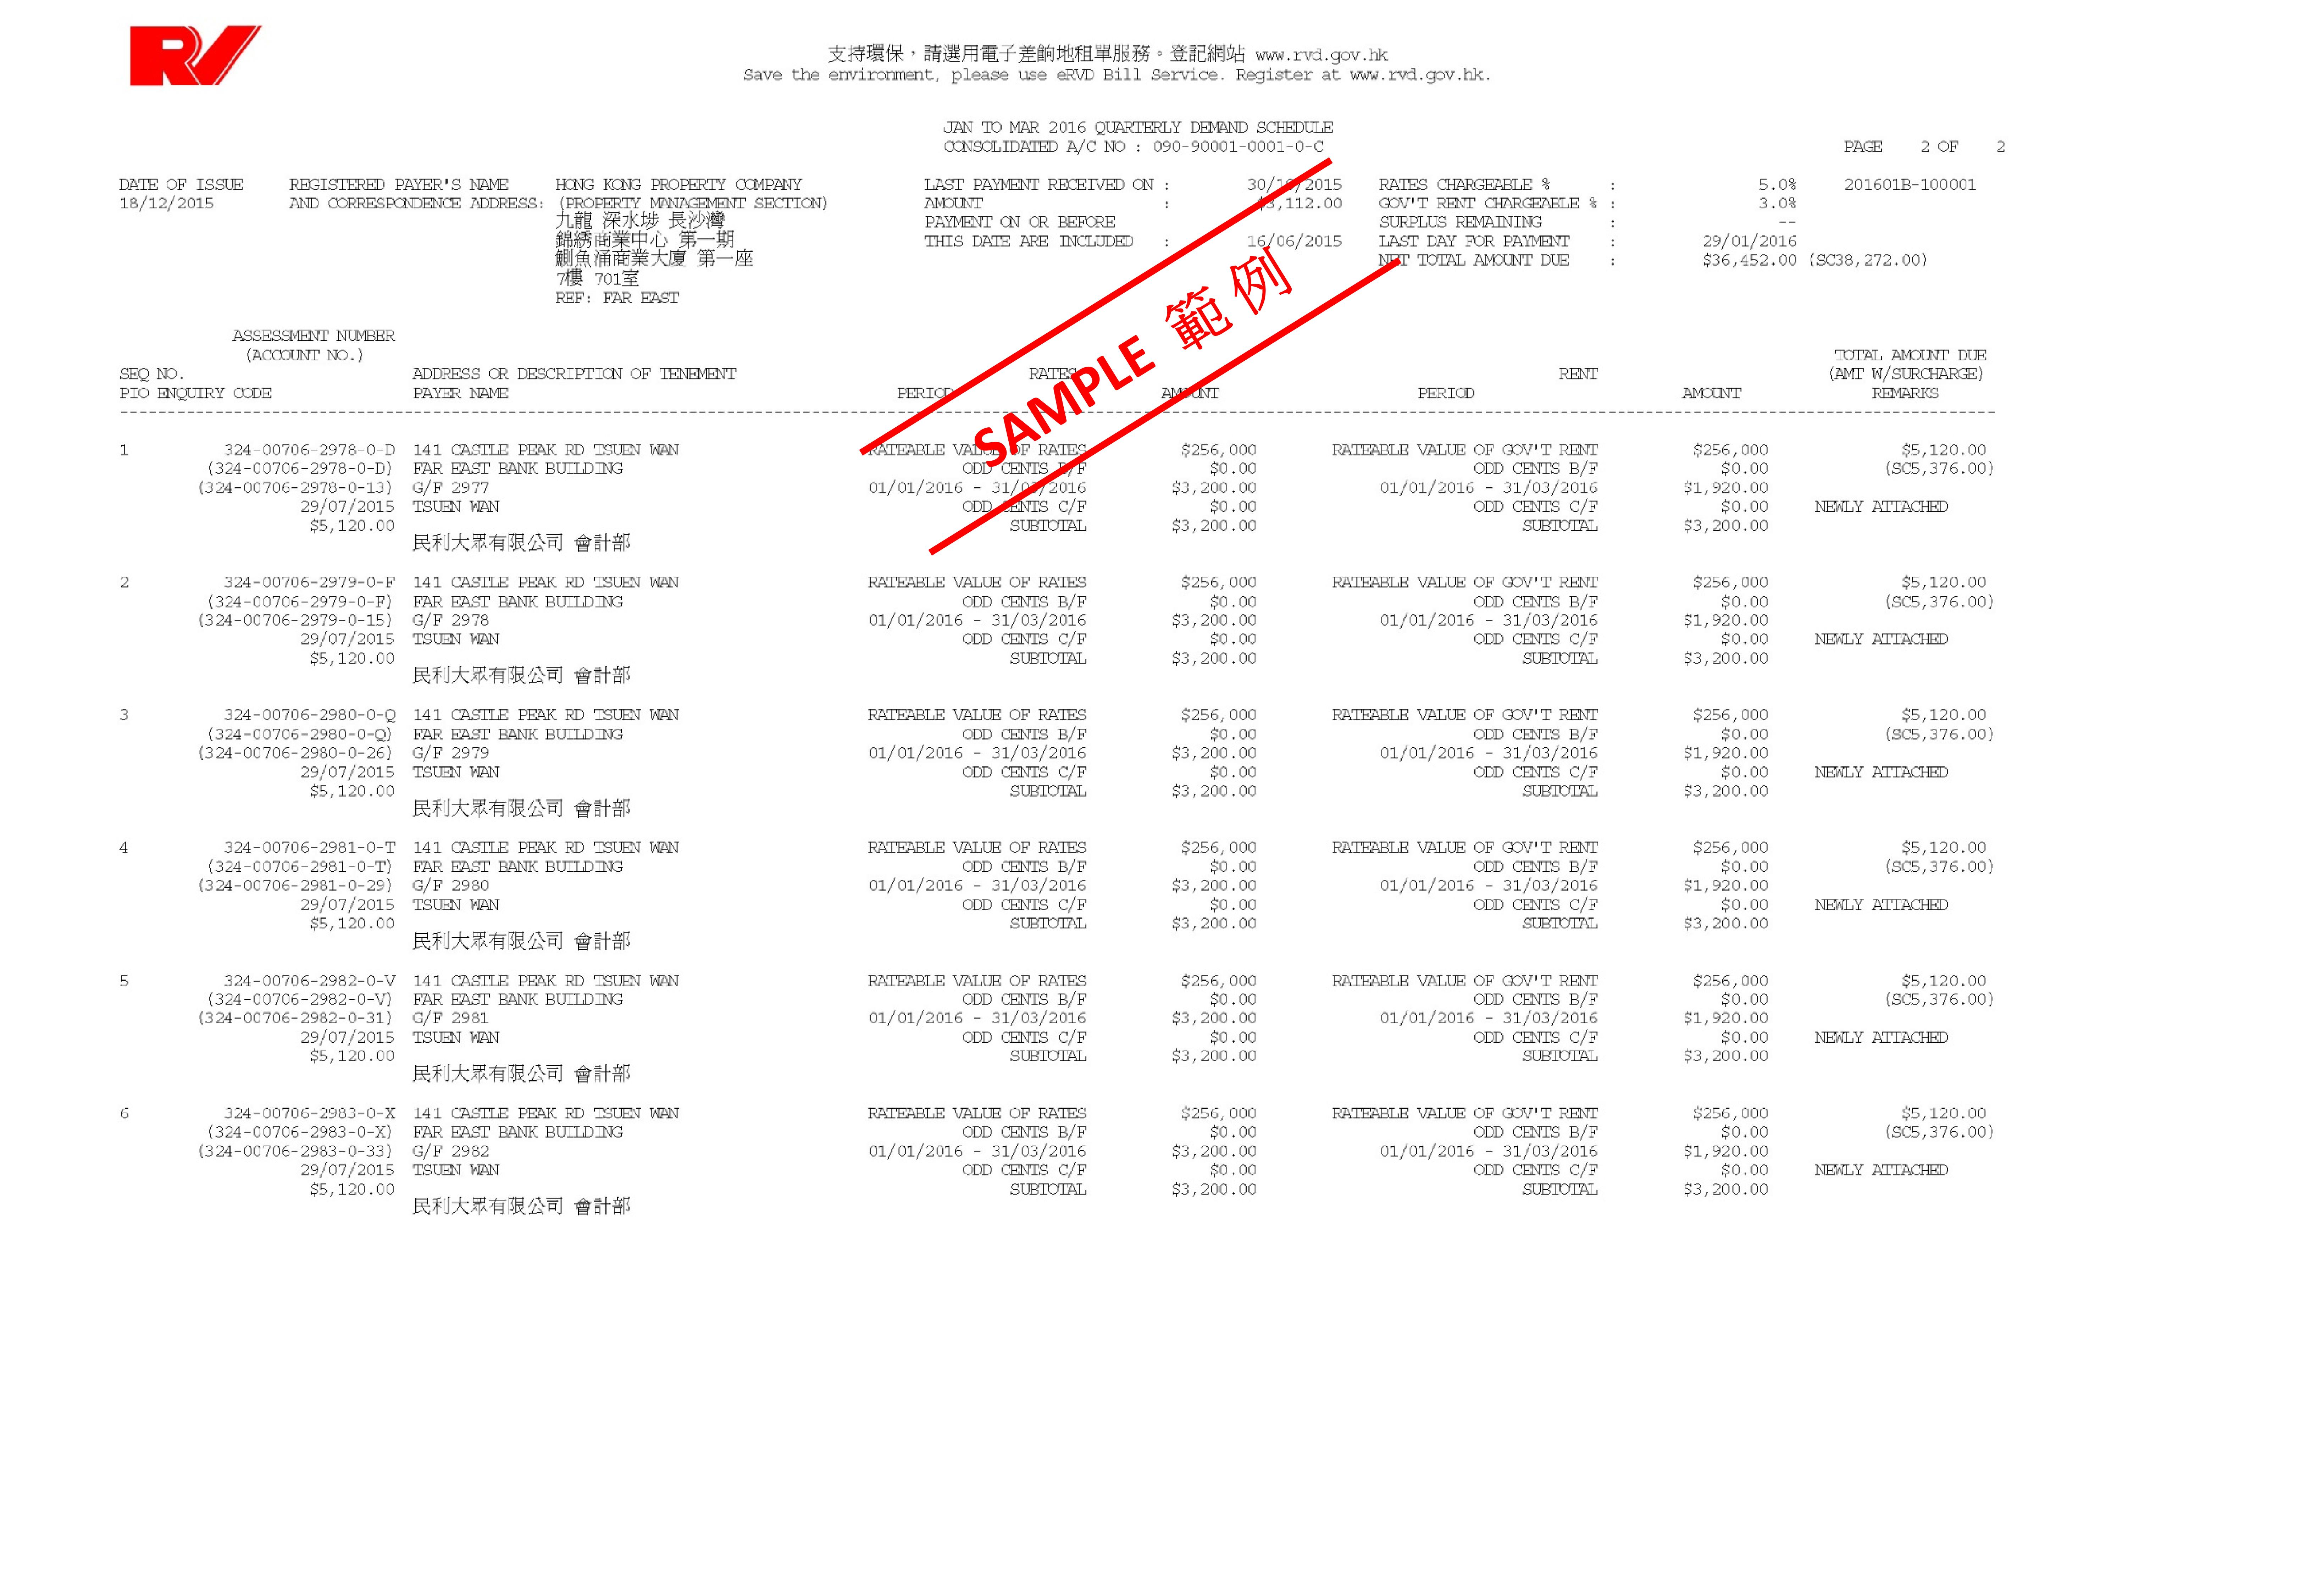 RV
支持環保，請選用電子差餉地租單服務。登記網站 www.rvd.gov.hk
Save the environment, please use eRVD Bill Service. Register at www.rvd.gov.hk.
JAN TO MAR 2016 QUARTERLY DEMAND SCHEDULE
CONSOLIDATED A/C NO : 090-90001-0001-0-C PAGE 2 OF 2
DATE OF ISSUE REGISTERED PAYER'S NAME HONG KONG PROPERTY COMPANY LAST PAYMENT RECEIVED ON : 30/10/2015 RATES CHARGEABLE % : 5.0% 201601B-100001
18/12/2015 AND CORRESPONDENCE ADDRESS: (PROPERTY MANAGEMENT SECTION) AMOUNT : ,112.00 GOV'T RENT CHARGEABLE % : 3.0%
九龍 深水埗 長沙灣 PAYMENT ON OR BEFORE SURPLUS REMAINING : --
錦綉商業中心 第一期 THIS DATE ARE INCLUDED : 16/06/2015 LAST DAY FOR PAYMENT : 29/01/2016
鰂魚涌商業大廈 第一座 NET TOTAL AMOUNT DUE : $36,452.00 (SC38,272.00)
7樓 701室
REF: FAR EAST
SAMPLE 範例
ASSESSMENT NUMBER
(ACCOUNT NO.) TOTAL AMOUNT DUE
SEQ NO. ADDRESS OR DESCRIPTION OF TENEMENT RATES RENT (AMT W/SURCHARGE)
PIO ENQUIRY CODE PAYER NAME PERIOD AMOUNT PERIOD AMOUNT REMARKS
1 324-00706-2978-0-D 141 CASTLE PEAK RD TSUEN WAN RATEABLE VALUE OF RATES $256,000 RATEABLE VALUE OF GOV'T RENT $256,000 $5,120.00
(324-00706-2978-0-D) FAR EAST BANK BUILDING ODD CENTS B/F $0.00 ODD CENTS B/F $0.00 (SC5,376.00)
(324-00706-2978-0-13) G/F 2977 01/01/2016 - 31/03/2016 $3,200.00 01/01/2016 - 31/03/2016 $1,920.00
29/07/2015 TSUEN WAN ODD CENTS C/F $0.00 ODD CENTS C/F $0.00 NEWLY ATTACHED
$5,120.00 SUBTOTAL $3,200.00 SUBTOTAL $3,200.00
民利大眾有限公司 會計部
2 324-00706-2979-0-F 141 CASTLE PEAK RD TSUEN WAN RATEABLE VALUE OF RATES $256,000 RATEABLE VALUE OF GOV'T RENT $256,000 $5,120.00
(324-00706-2979-0-F) FAR EAST BANK BUILDING ODD CENTS B/F $0.00 ODD CENTS B/F $0.00 (SC5,376.00)
(324-00706-2979-0-15) G/F 2978 01/01/2016 - 31/03/2016 $3,200.00 01/01/2016 - 31/03/2016 $1,920.00
29/07/2015 TSUEN WAN ODD CENTS C/F $0.00 ODD CENTS C/F $0.00 NEWLY ATTACHED
$5,120.00 SUBTOTAL $3,200.00 SUBTOTAL $3,200.00
民利大眾有限公司 會計部
3 324-00706-2980-0-Q 141 CASTLE PEAK RD TSUEN WAN RATEABLE VALUE OF RATES $256,000 RATEABLE VALUE OF GOV'T RENT $256,000 $5,120.00
(324-00706-2980-0-Q) FAR EAST BANK BUILDING ODD CENTS B/F $0.00 ODD CENTS B/F $0.00 (SC5,376.00)
(324-00706-2980-0-26) G/F 2979 01/01/2016 - 31/03/2016 $3,200.00 01/01/2016 - 31/03/2016 $1,920.00
29/07/2015 TSUEN WAN ODD CENTS C/F $0.00 ODD CENTS C/F $0.00 NEWLY ATTACHED
$5,120.00 SUBTOTAL $3,200.00 SUBTOTAL $3,200.00
民利大眾有限公司 會計部
4 324-00706-2981-0-T 141 CASTLE PEAK RD TSUEN WAN RATEABLE VALUE OF RATES $256,000 RATEABLE VALUE OF GOV'T RENT $256,000 $5,120.00
(324-00706-2981-0-T) FAR EAST BANK BUILDING ODD CENTS B/F $0.00 ODD CENTS B/F $0.00 (SC5,376.00)
(324-00706-2981-0-29) G/F 2980 01/01/2016 - 31/03/2016 $3,200.00 01/01/2016 - 31/03/2016 $1,920.00
29/07/2015 TSUEN WAN ODD CENTS C/F $0.00 ODD CENTS C/F $0.00 NEWLY ATTACHED
$5,120.00 SUBTOTAL $3,200.00 SUBTOTAL $3,200.00
民利大眾有限公司 會計部
5 324-00706-2982-0-V 141 CASTLE PEAK RD TSUEN WAN RATEABLE VALUE OF RATES $256,000 RATEABLE VALUE OF GOV'T RENT $256,000 $5,120.00
(324-00706-2982-0-V) FAR EAST BANK BUILDING ODD CENTS B/F $0.00 ODD CENTS B/F $0.00 (SC5,376.00)
(324-00706-2982-0-31) G/F 2981 01/01/2016 - 31/03/2016 $3,200.00 01/01/2016 - 31/03/2016 $1,920.00
29/07/2015 TSUEN WAN ODD CENTS C/F $0.00 ODD CENTS C/F $0.00 NEWLY ATTACHED
$5,120.00 SUBTOTAL $3,200.00 SUBTOTAL $3,200.00
民利大眾有限公司 會計部
6 324-00706-2983-0-X 141 CASTLE PEAK RD TSUEN WAN RATEABLE VALUE OF RATES $256,000 RATEABLE VALUE OF GOV'T RENT $256,000 $5,120.00
(324-00706-2983-0-X) FAR EAST BANK BUILDING ODD CENTS B/F $0.00 ODD CENTS B/F $0.00 (SC5,376.00)
(324-00706-2983-0-33) G/F 2982 01/01/2016 - 31/03/2016 $3,200.00 01/01/2016 - 31/03/2016 $1,920.00
29/07/2015 TSUEN WAN ODD CENTS C/F $0.00 ODD CENTS C/F $0.00 NEWLY ATTACHED
$5,120.00 SUBTOTAL $3,200.00 SUBTOTAL $3,200.00
民利大眾有限公司 會計部